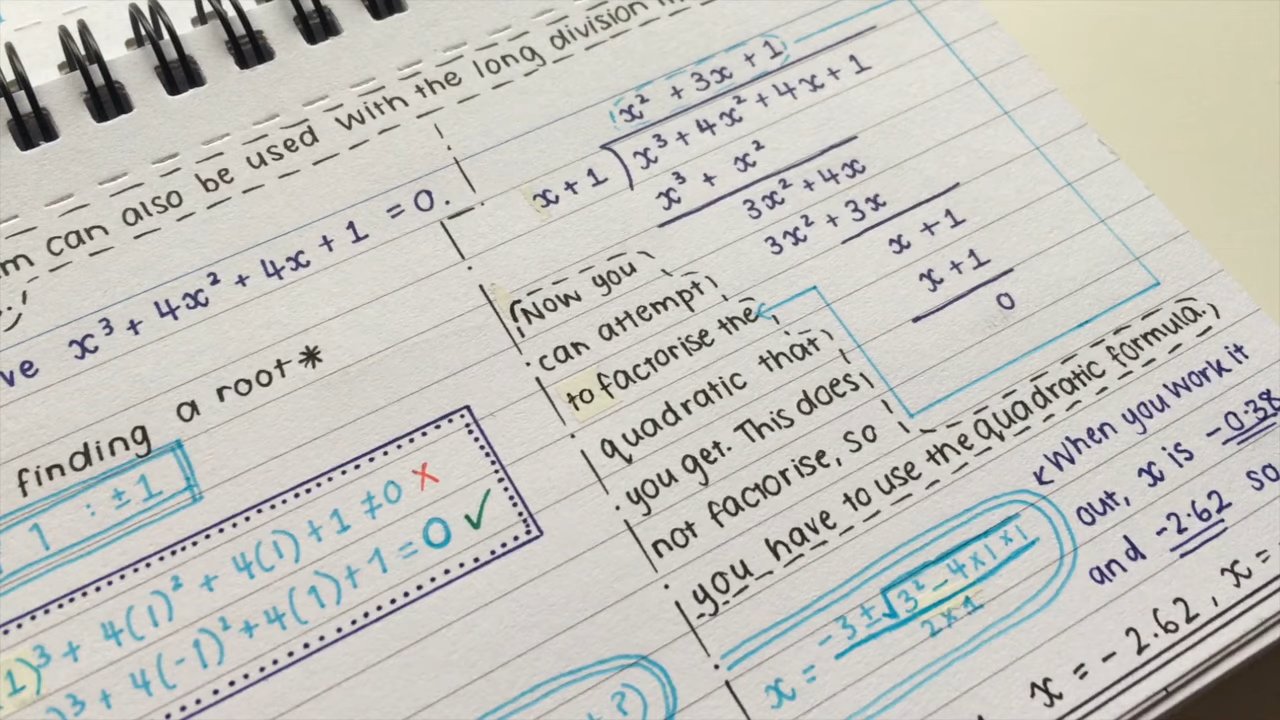 can also be used with the long division
x³ + 4x² + 4x + 1 = 0.
finding a root*
1 : ±1
³ + 4(1)² + 4(1) + 1 ≠ 0 ✗
)³ + 4(-1)² + 4(1) + 1 = 0 ✓
x² + 3x + 1
x + 1 ) x³ + 4x² + 4x + 1
x³ + x²
3x² + 4x
3x² + 3x
x + 1
x + 1
0
Now you
can attempt
to factorise the
quadratic that
you get. This does
not factorise, so
you have to use the quadratic formula.
When you work it
out, x is -0.38
and -2.62 so
x = -3 ± √3² - 4 × 1 × 1
2 × 1
x = -2.62, x =